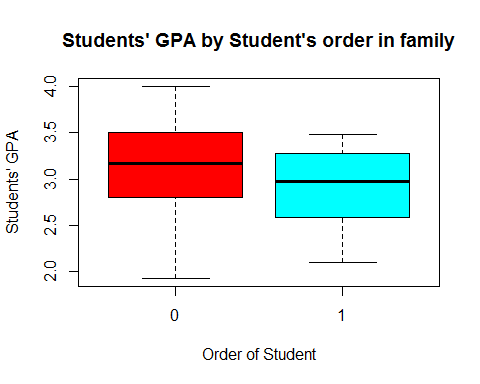 Students' GPA by Student's order in family
Students' GPA
4.0
3.5
3.0
2.5
2.0
0 1
Order of Student